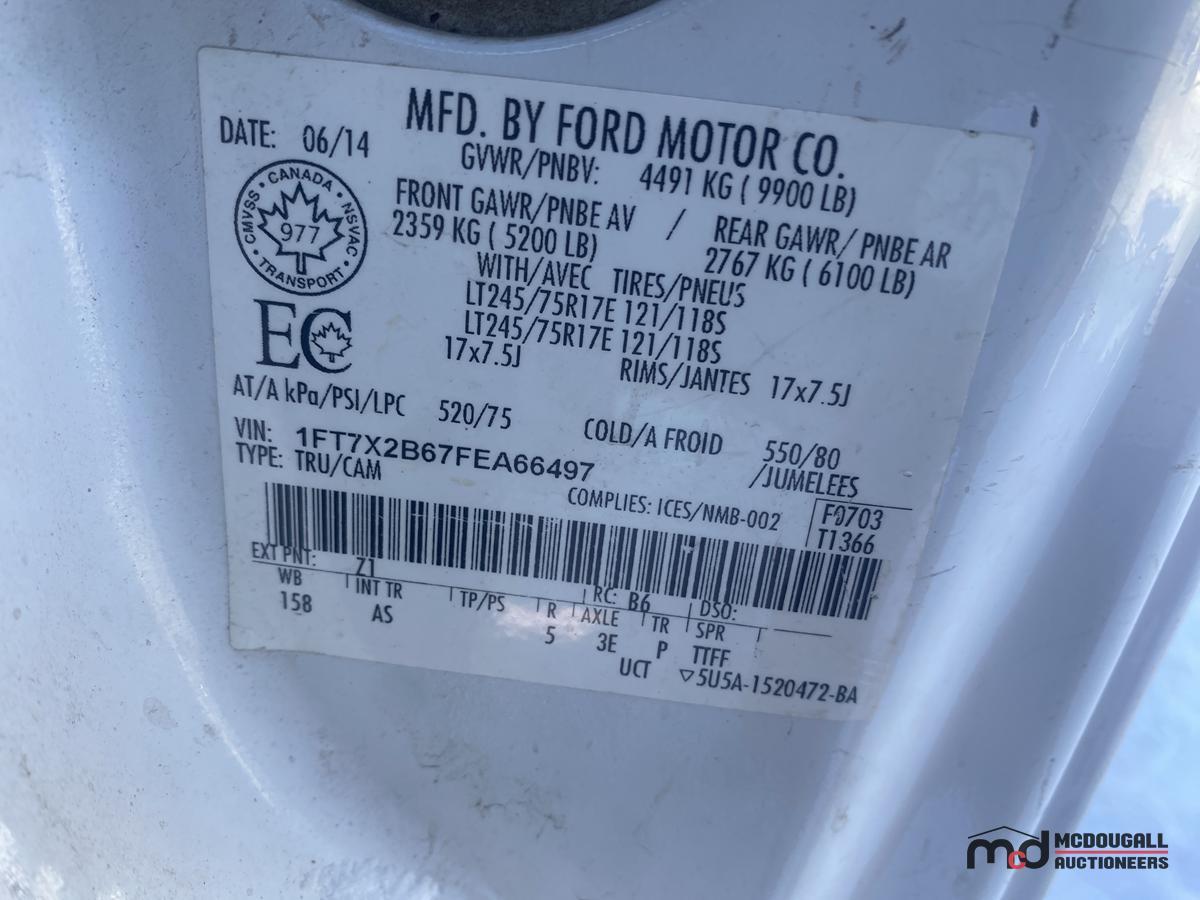 MFD. BY FORD MOTOR CO.
DATE: 06/14
GVWR/PNBV: 4491 KG ( 9900 LB)
FRONT GAWR/PNBE AV / REAR GAWR/ PNBE AR
2359 KG ( 5200 LB) 2767 KG ( 6100 LB)
WITH/AVEC TIRES/PNEUS
LT245/75R17E 121/118S
LT245/75R17E 121/118S
17x7.5J RIMS/JANTES 17x7.5J
AT/A kPa/PSI/LPC 520/75 COLD/A FROID 550/80
CANADA
CMVSS NSVAC
977
TRANSPORT
EC
VIN: 1FT7X2B67FEA66497 /JUMELEES
TYPE: TRU/CAM
COMPLIES: ICES/NMB-002 F0703
T1366
EXT PNT: Z1 RC: B6 DSO:
WB INT TR TP/PS R AXLE TR SPR
158 AS 5 3E P TTFF
UCT ▽5U5A-1520472-BA
mcd MCDOUGALL
AUCTIONEERS